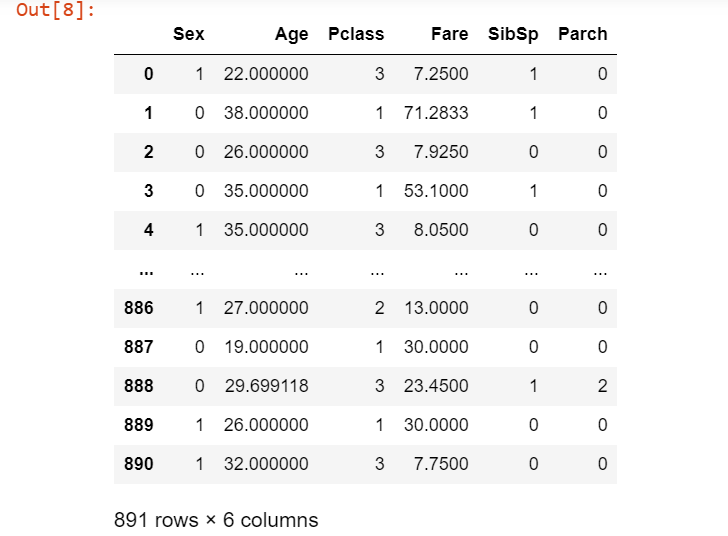 Out[8]:
Sex Age Pclass Fare SibSp Parch
0 1 22.000000 3 7.2500 1 0
1 0 38.000000 1 71.2833 1 0
2 0 26.000000 3 7.9250 0 0
3 0 35.000000 1 53.1000 1 0
4 1 35.000000 3 8.0500 0 0
... ... ... ... ... ... ...
886 1 27.000000 2 13.0000 0 0
887 0 19.000000 1 30.0000 0 0
888 0 29.699118 3 23.4500 1 2
889 1 26.000000 1 30.0000 0 0
890 1 32.000000 3 7.7500 0 0
891 rows × 6 columns